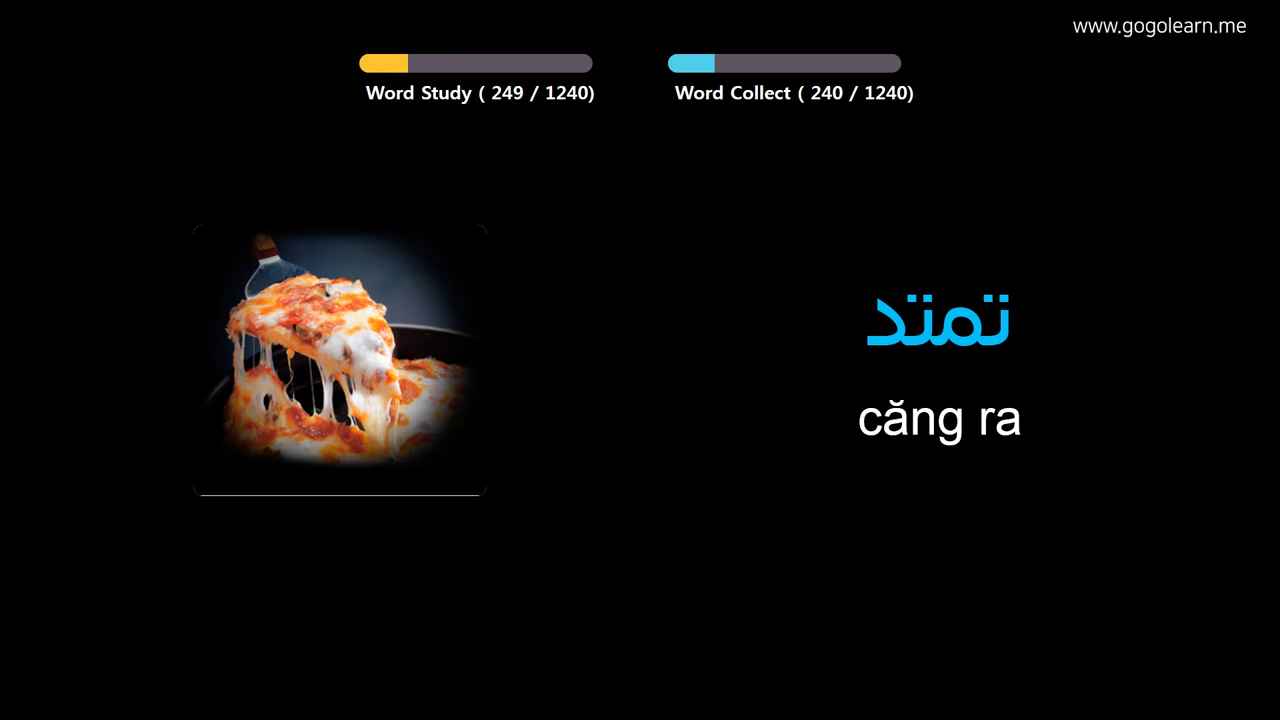 www.gogolearn.me
Word Study ( 249 / 1240)
Word Collect ( 240 / 1240)
تمتد
căng ra